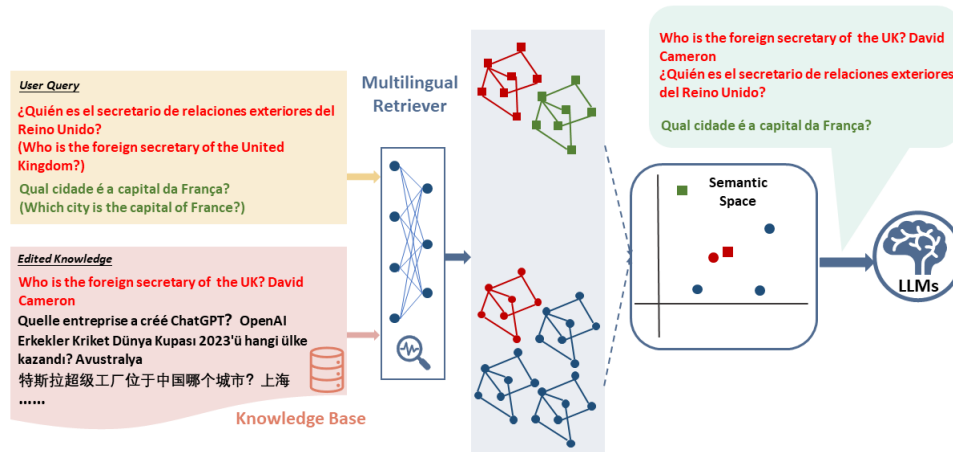 User Query
¿Quién es el secretario de relaciones exteriores del
Reino Unido?
(Who is the foreign secretary of the United
Kingdom?)
Qual cidade é a capital da França?
(Which city is the capital of France?)
Edited Knowledge
Who is the foreign secretary of the UK? David
Cameron
Quelle entreprise a créé ChatGPT? OpenAI
Erkekler Kriket Dünya Kupası 2023'ü hangi ülke
kazandı? Avustralya
特斯拉超级工厂位于中国哪个城市? 上海
......
Knowledge Base
Multilingual
Retriever
Semantic
Space
Who is the foreign secretary of the UK? David
Cameron
¿Quién es el secretario de relaciones exteriores
del Reino Unido?
Qual cidade é a capital da França?
LLMs